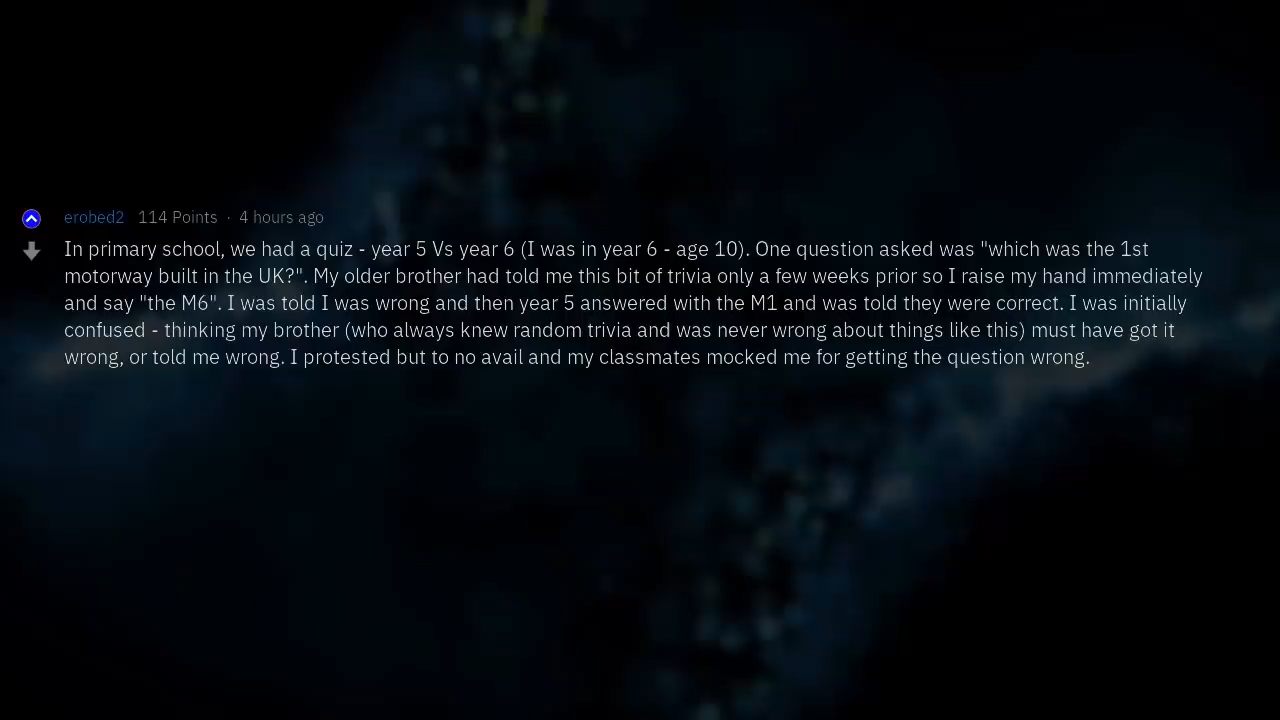 erobed2 114 Points · 4 hours ago
In primary school, we had a quiz - year 5 Vs year 6 (I was in year 6 - age 10). One question asked was "which was the 1st
motorway built in the UK?". My older brother had told me this bit of trivia only a few weeks prior so I raise my hand immediately
and say "the M6". I was told I was wrong and then year 5 answered with the M1 and was told they were correct. I was initially
confused - thinking my brother (who always knew random trivia and was never wrong about things like this) must have got it
wrong, or told me wrong. I protested but to no avail and my classmates mocked me for getting the question wrong.